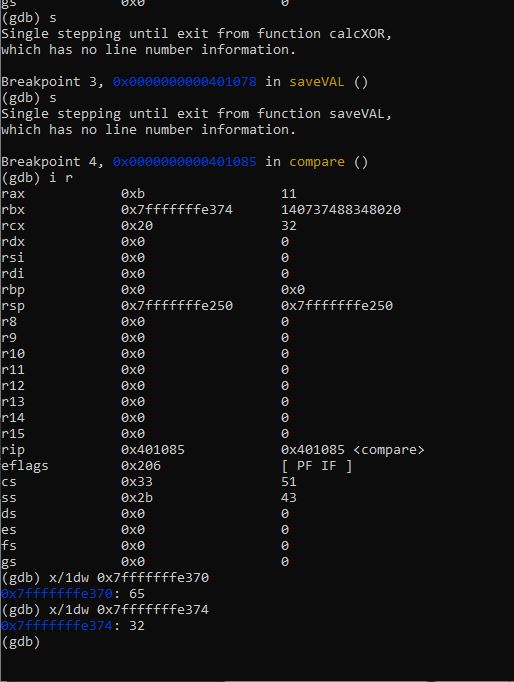 gs 0x0 0
(gdb) s
Single stepping until exit from function calcXOR,
which has no line number information.
Breakpoint 3, 0x0000000000401078 in saveVAL ()
(gdb) s
Single stepping until exit from function saveVAL,
which has no line number information.
Breakpoint 4, 0x0000000000401085 in compare ()
(gdb) i r
rax 0xb 11
rbx 0x7fffffffe374 140737488348020
rcx 0x20 32
rdx 0x0 0
rsi 0x0 0
rdi 0x0 0
rbp 0x0 0x0
rsp 0x7fffffffe250 0x7fffffffe250
r8 0x0 0
r9 0x0 0
r10 0x0 0
r11 0x0 0
r12 0x0 0
r13 0x0 0
r14 0x0 0
r15 0x0 0
rip 0x401085 0x401085 <compare>
eflags 0x206 [ PF IF ]
cs 0x33 51
ss 0x2b 43
ds 0x0 0
es 0x0 0
fs 0x0 0
gs 0x0 0
(gdb) x/1dw 0x7fffffffe370
0x7fffffffe370: 65
(gdb) x/1dw 0x7fffffffe374
0x7fffffffe374: 32
(gdb)